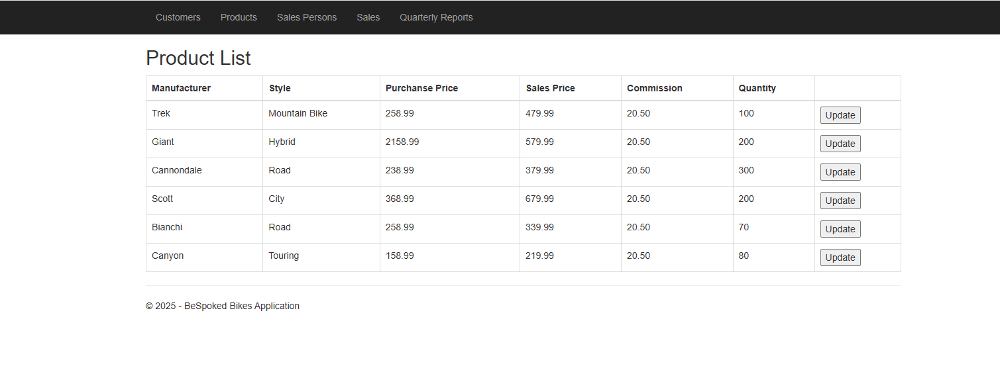 Customers Products Sales Persons Sales Quarterly Reports
Product List
Manufacturer Style Purchanse Price Sales Price Commission Quantity
Trek Mountain Bike 258.99 479.99 20.50 100 Update
Giant Hybrid 2158.99 579.99 20.50 200 Update
Cannondale Road 238.99 379.99 20.50 300 Update
Scott City 368.99 679.99 20.50 200 Update
Bianchi Road 258.99 339.99 20.50 70 Update
Canyon Touring 158.99 219.99 20.50 80 Update
© 2025 - BeSpoked Bikes Application